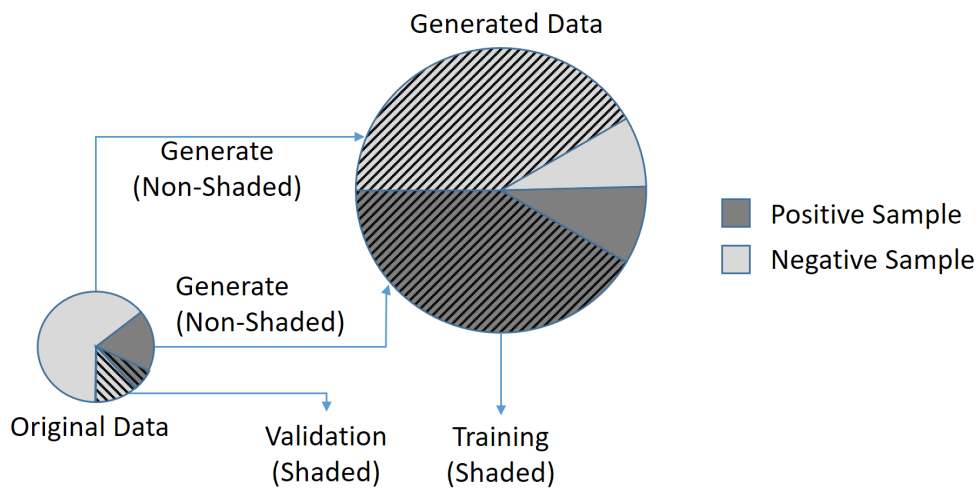 Generated Data
Generate
(Non-Shaded)
Positive Sample
Negative Sample
Generate
(Non-Shaded)
Original Data
Validation
(Shaded)
Training
(Shaded)